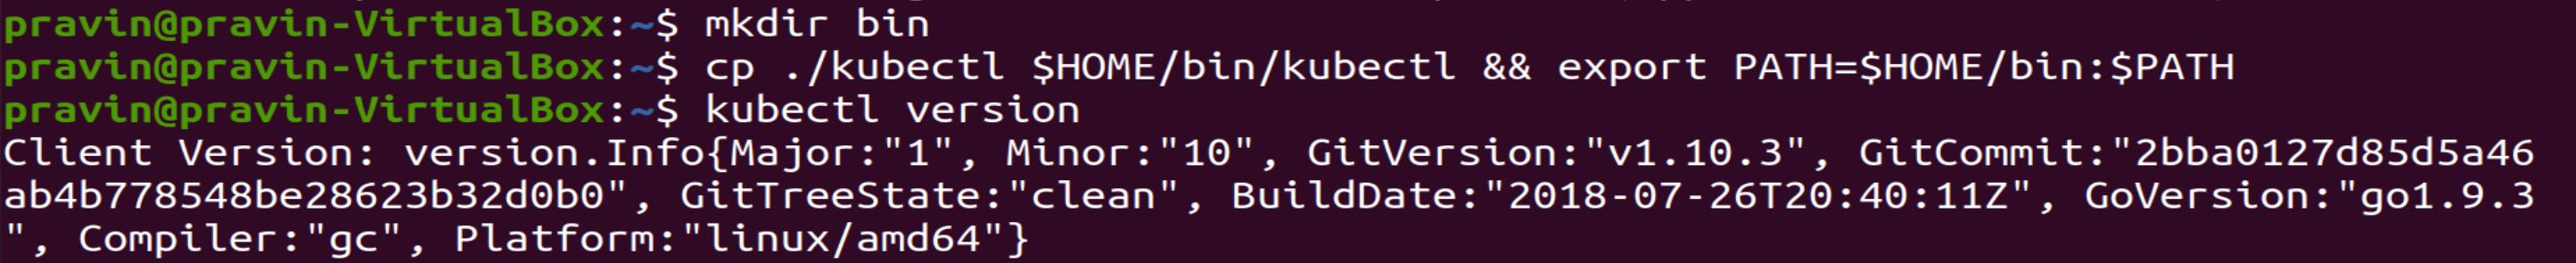 pravin@pravin-VirtualBox:~$ mkdir bin
pravin@pravin-VirtualBox:~$ cp ./kubectl $HOME/bin/kubectl && export PATH=$HOME/bin:$PATH
pravin@pravin-VirtualBox:~$ kubectl version
Client Version: version.Info{Major:"1", Minor:"10", GitVersion:"v1.10.3", GitCommit:"2bba0127d85d5a46
ab4b778548be28623b32d0b0", GitTreeState:"clean", BuildDate:"2018-07-26T20:40:11Z", GoVersion:"go1.9.3
", Compiler:"gc", Platform:"linux/amd64"}